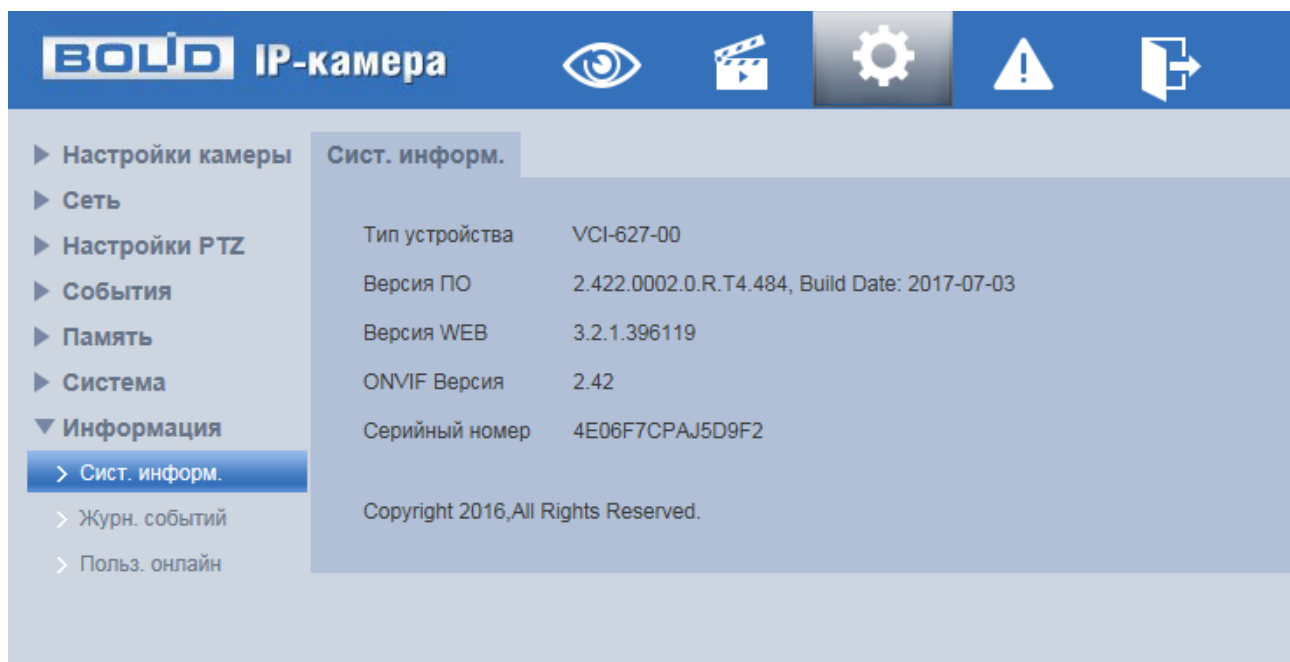 BOLID IP-камера
Настройки камеры
Сеть
Настройки PTZ
События
Память
Система
Информация
Сист. информ.
Журн. событий
Польз. онлайн
Сист. информ.
Тип устройства VCI-627-00
Версия ПО 2.422.0002.0.R.T4.484, Build Date: 2017-07-03
Версия WEB 3.2.1.396119
ONVIF Версия 2.42
Серийный номер 4E06F7CPAJ5D9F2
Copyright 2016,All Rights Reserved.